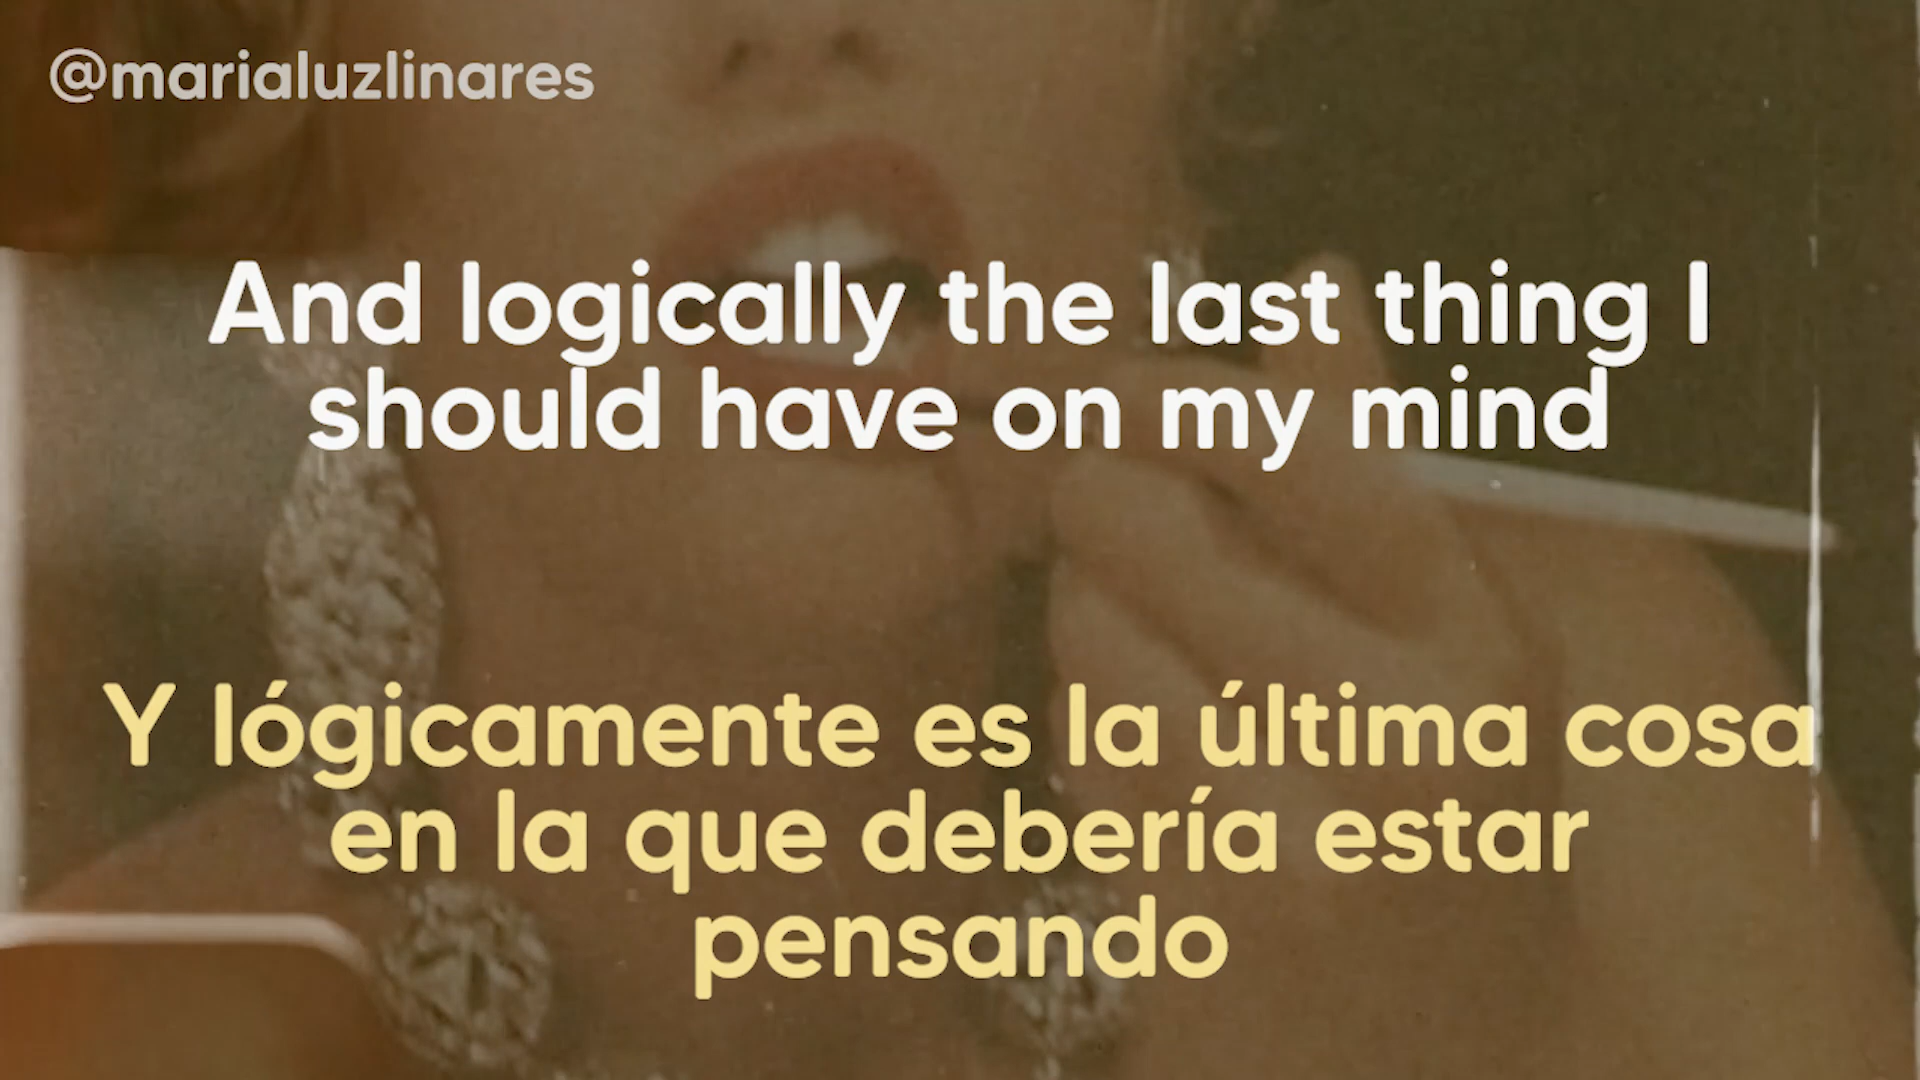 @marialuzlinares
And logically the last thing I
should have on my mind
Y lógicamente es la última cosa
en la que debería estar
pensando